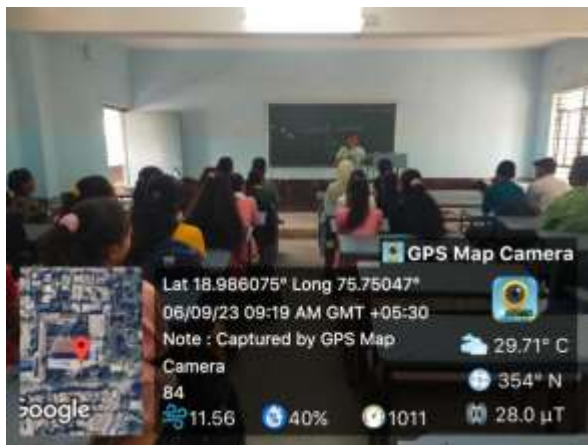 GPS Map Camera
Lat 18.986075° Long 75.75047°
06/09/23 09:19 AM GMT +05:30
Note : Captured by GPS Map
Camera
84
29.71° C
354° N
11.56
40%
1011
28.0 µT
Google